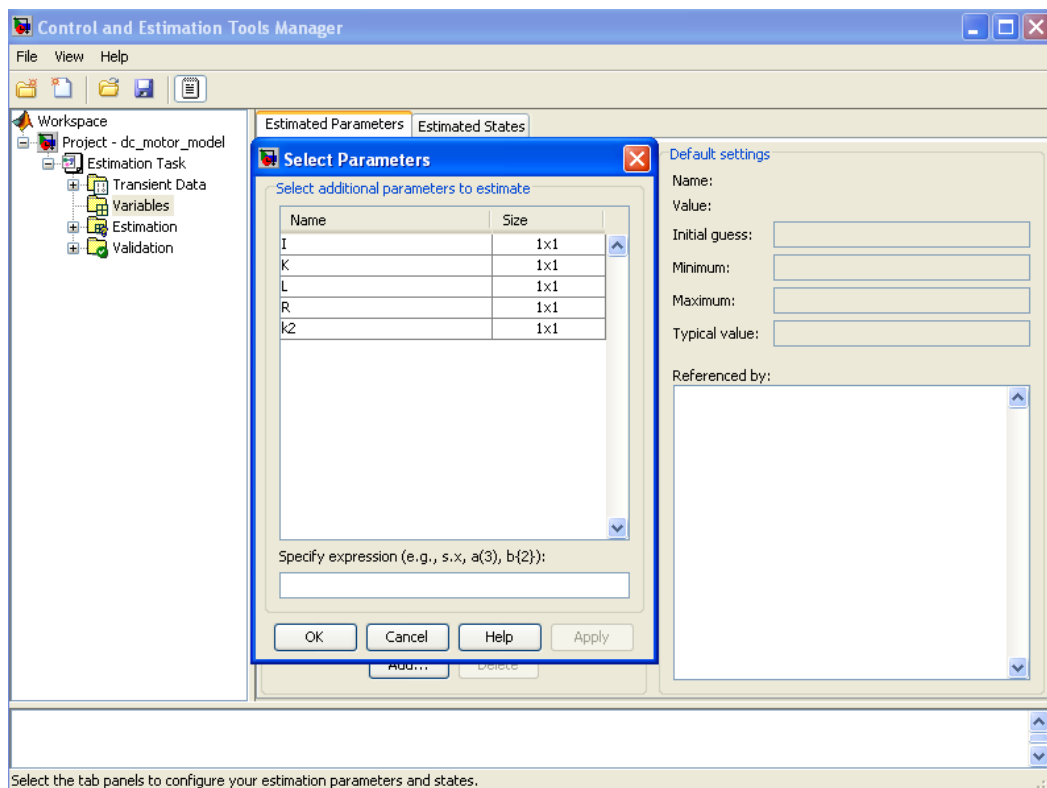 Control and Estimation Tools Manager
File View Help
Workspace
Project - dc_motor_model
Estimation Task
Transient Data
Variables
Estimation
Validation
Estimated Parameters Estimated States
Select Parameters
Select additional parameters to estimate
Name Size
I 1x1
K 1x1
L 1x1
R 1x1
k2 1x1
Specify expression (e.g., s.x, a(3), b{2}):
OK Cancel Help Apply
Add... Delete
Default settings
Name:
Value:
Initial guess:
Minimum:
Maximum:
Typical value:
Referenced by:
Select the tab panels to configure your estimation parameters and states.